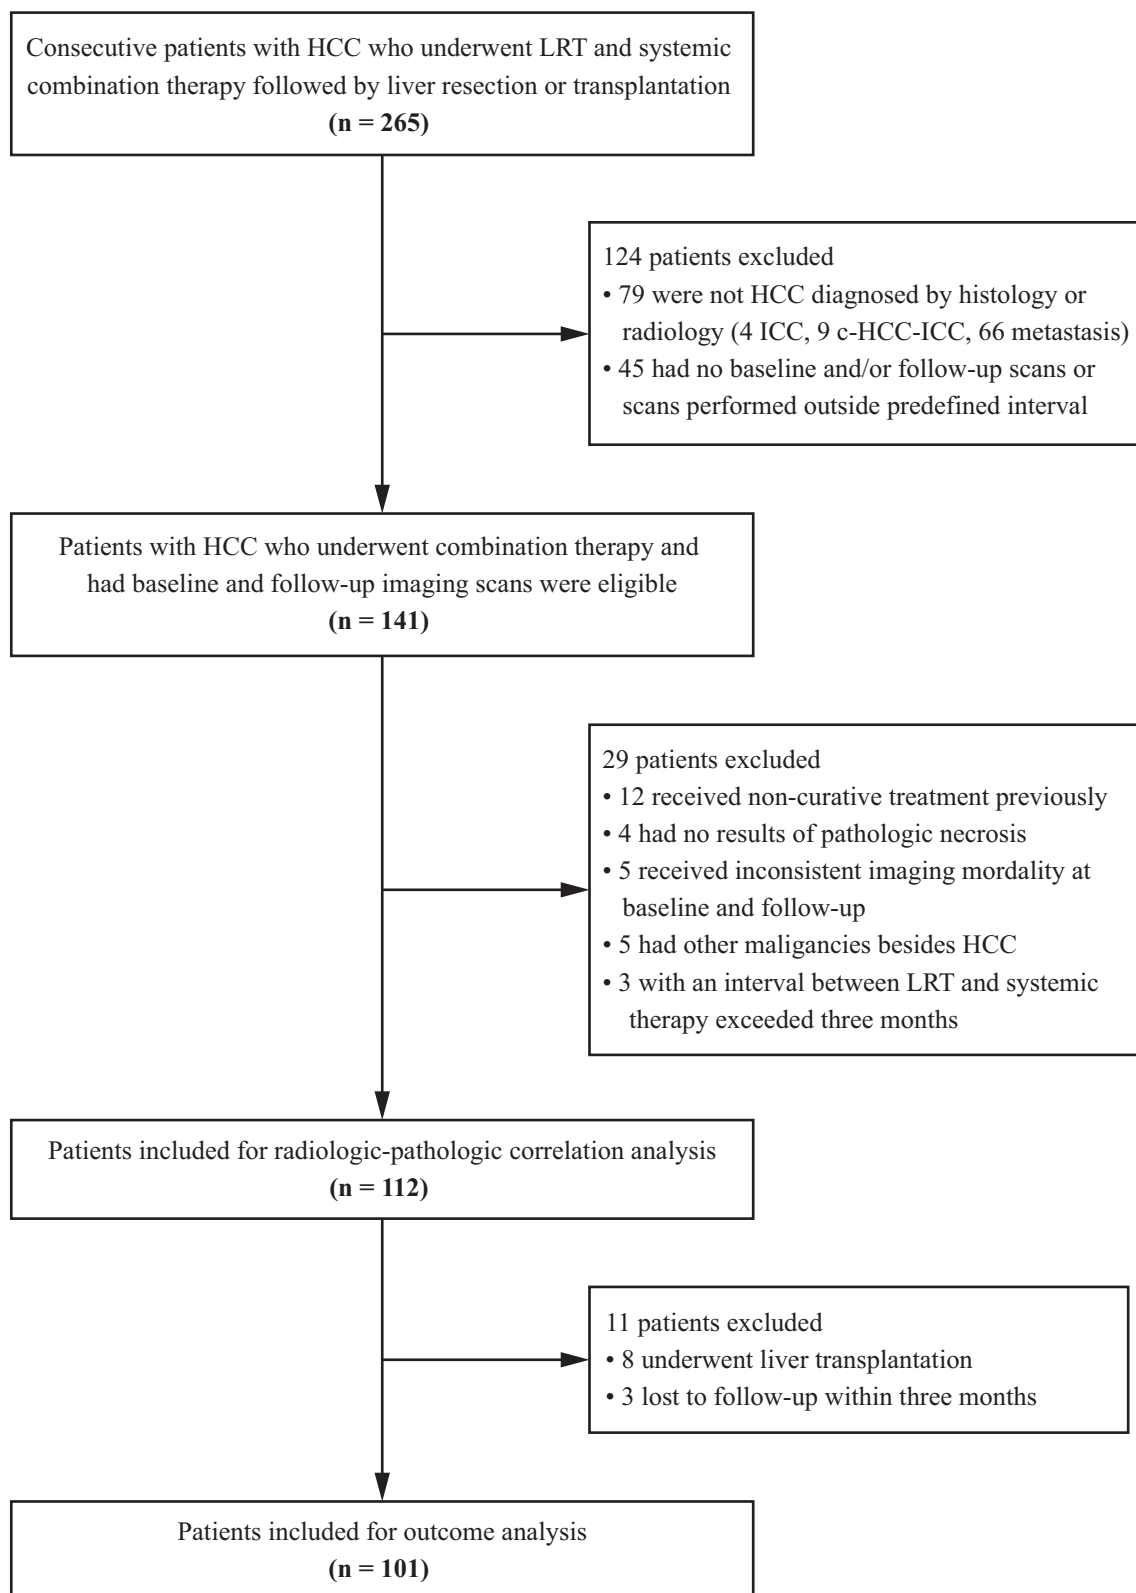 Consecutive patients with HCC who underwent LRT and systemic
combination therapy followed by liver resection or transplantation
(n = 265)
124 patients excluded
• 79 were not HCC diagnosed by histology or
radiology (4 ICC, 9 c-HCC-ICC, 66 metastasis)
• 45 had no baseline and/or follow-up scans or
scans performed outside predefined interval
Patients with HCC who underwent combination therapy and
had baseline and follow-up imaging scans were eligible
(n = 141)
29 patients excluded
• 12 received non-curative treatment previously
• 4 had no results of pathologic necrosis
• 5 received inconsistent imaging mordality at
baseline and follow-up
• 5 had other maligancies besides HCC
• 3 with an interval between LRT and systemic
therapy exceeded three months
Patients included for radiologic-pathologic correlation analysis
(n = 112)
11 patients excluded
• 8 underwent liver transplantation
• 3 lost to follow-up within three months
Patients included for outcome analysis
(n = 101)